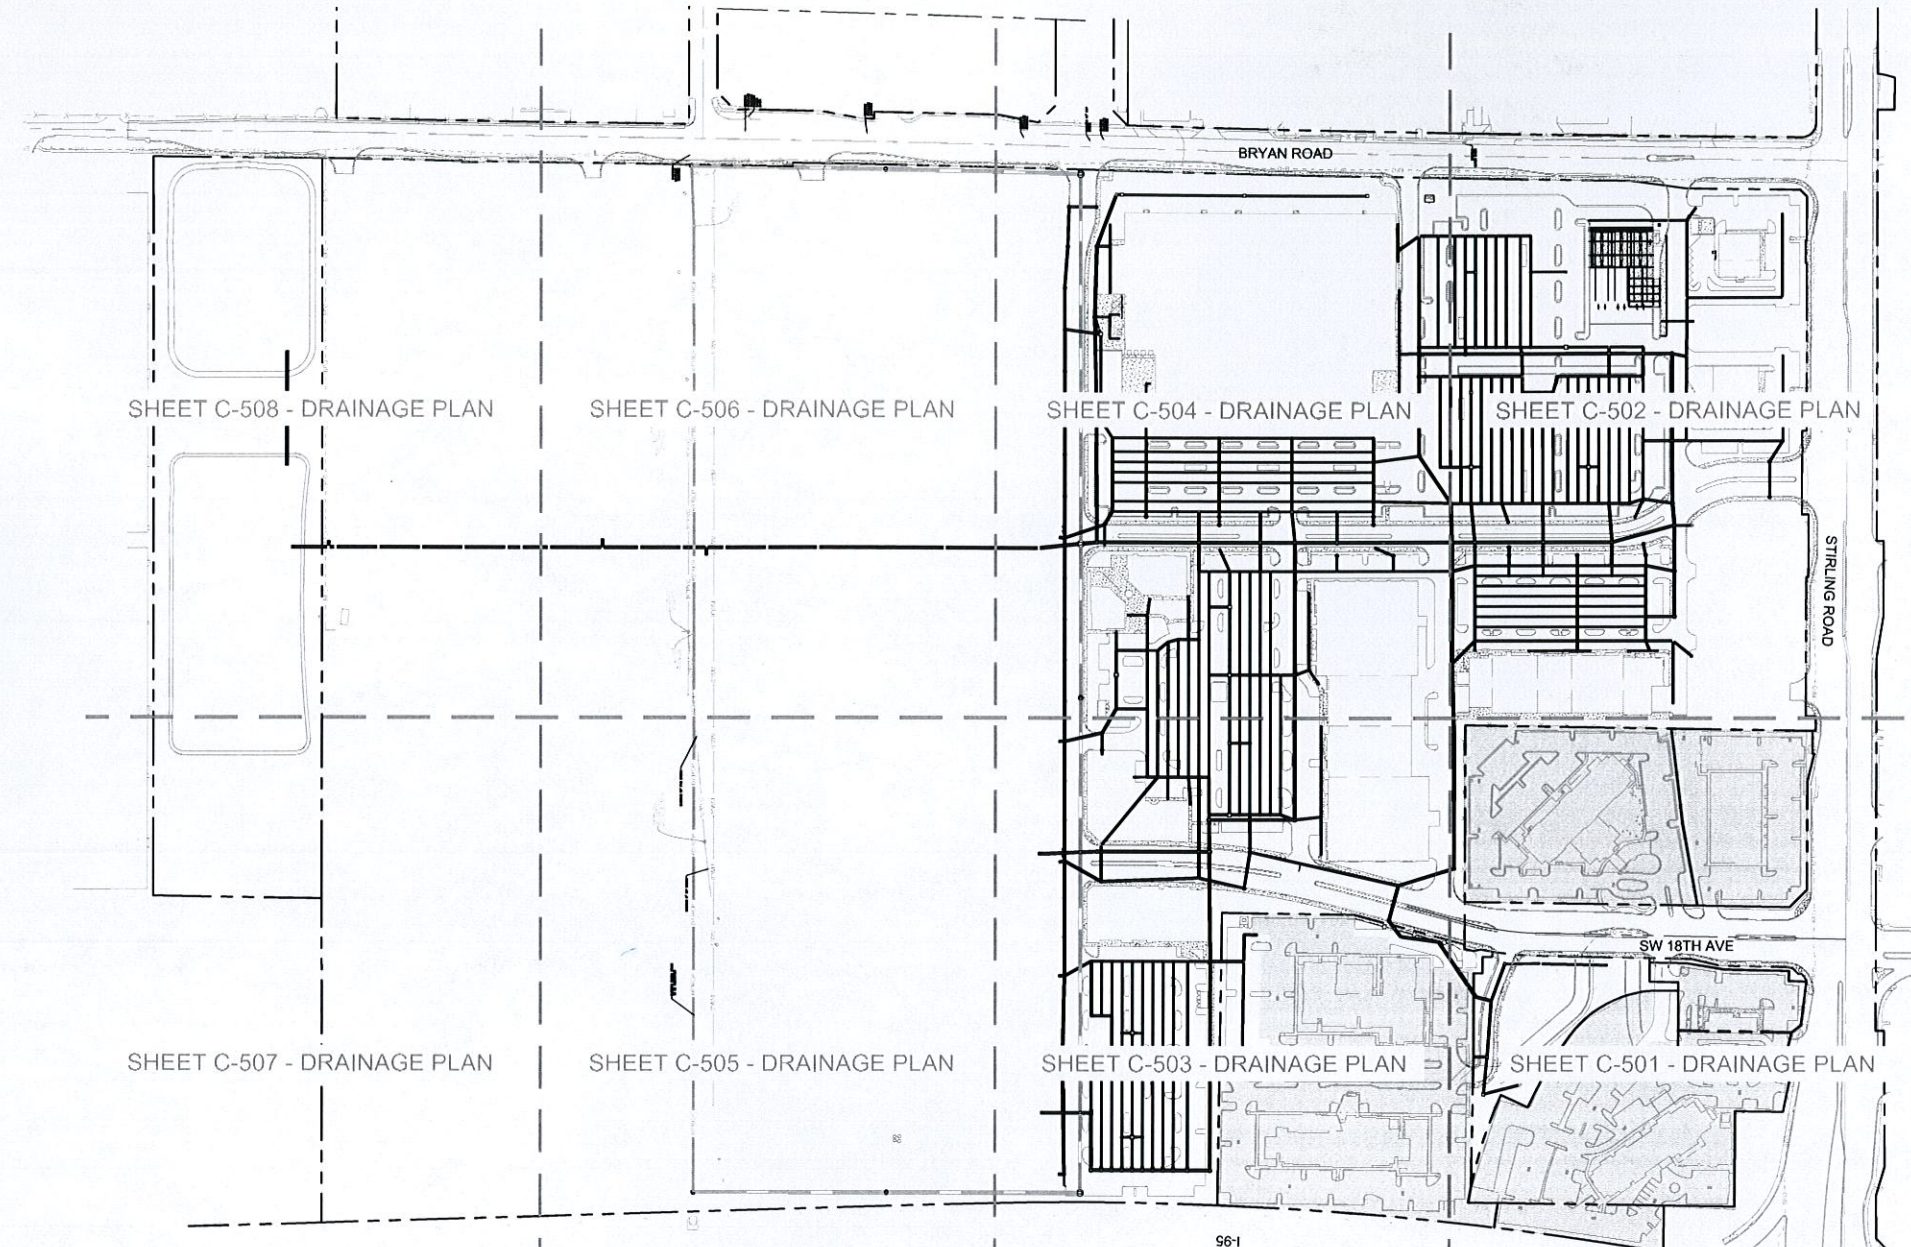 BRYAN ROAD
SHEET C-508 - DRAINAGE PLAN
SHEET C-506 - DRAINAGE PLAN
SHEET C-504 - DRAINAGE PLAN
SHEET C-502 - DRAINAGE PLAN
STIRLING ROAD
SW 18TH AVE
SHEET C-507 - DRAINAGE PLAN
SHEET C-505 - DRAINAGE PLAN
SHEET C-503 - DRAINAGE PLAN
SHEET C-501 - DRAINAGE PLAN
I-95